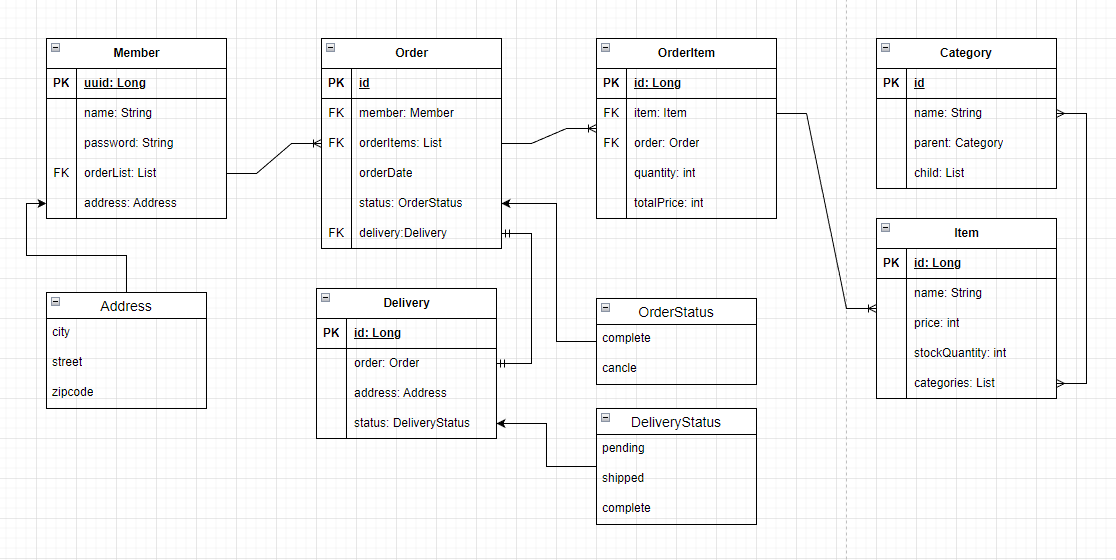 Member
PK uuid: Long
name: String
password: String
FK orderList: List
address: Address
Order
PK id
FK member: Member
FK orderItems: List
orderDate
status: OrderStatus
FK delivery:Delivery
OrderItem
PK id: Long
FK item: Item
FK order: Order
quantity: int
totalPrice: int
Category
PK id
name: String
parent: Category
child: List
Item
PK id: Long
name: String
price: int
stockQuantity: int
categories: List
Address
city
street
zipcode
Delivery
PK id: Long
order: Order
address: Address
status: DeliveryStatus
OrderStatus
complete
cancle
DeliveryStatus
pending
shipped
complete